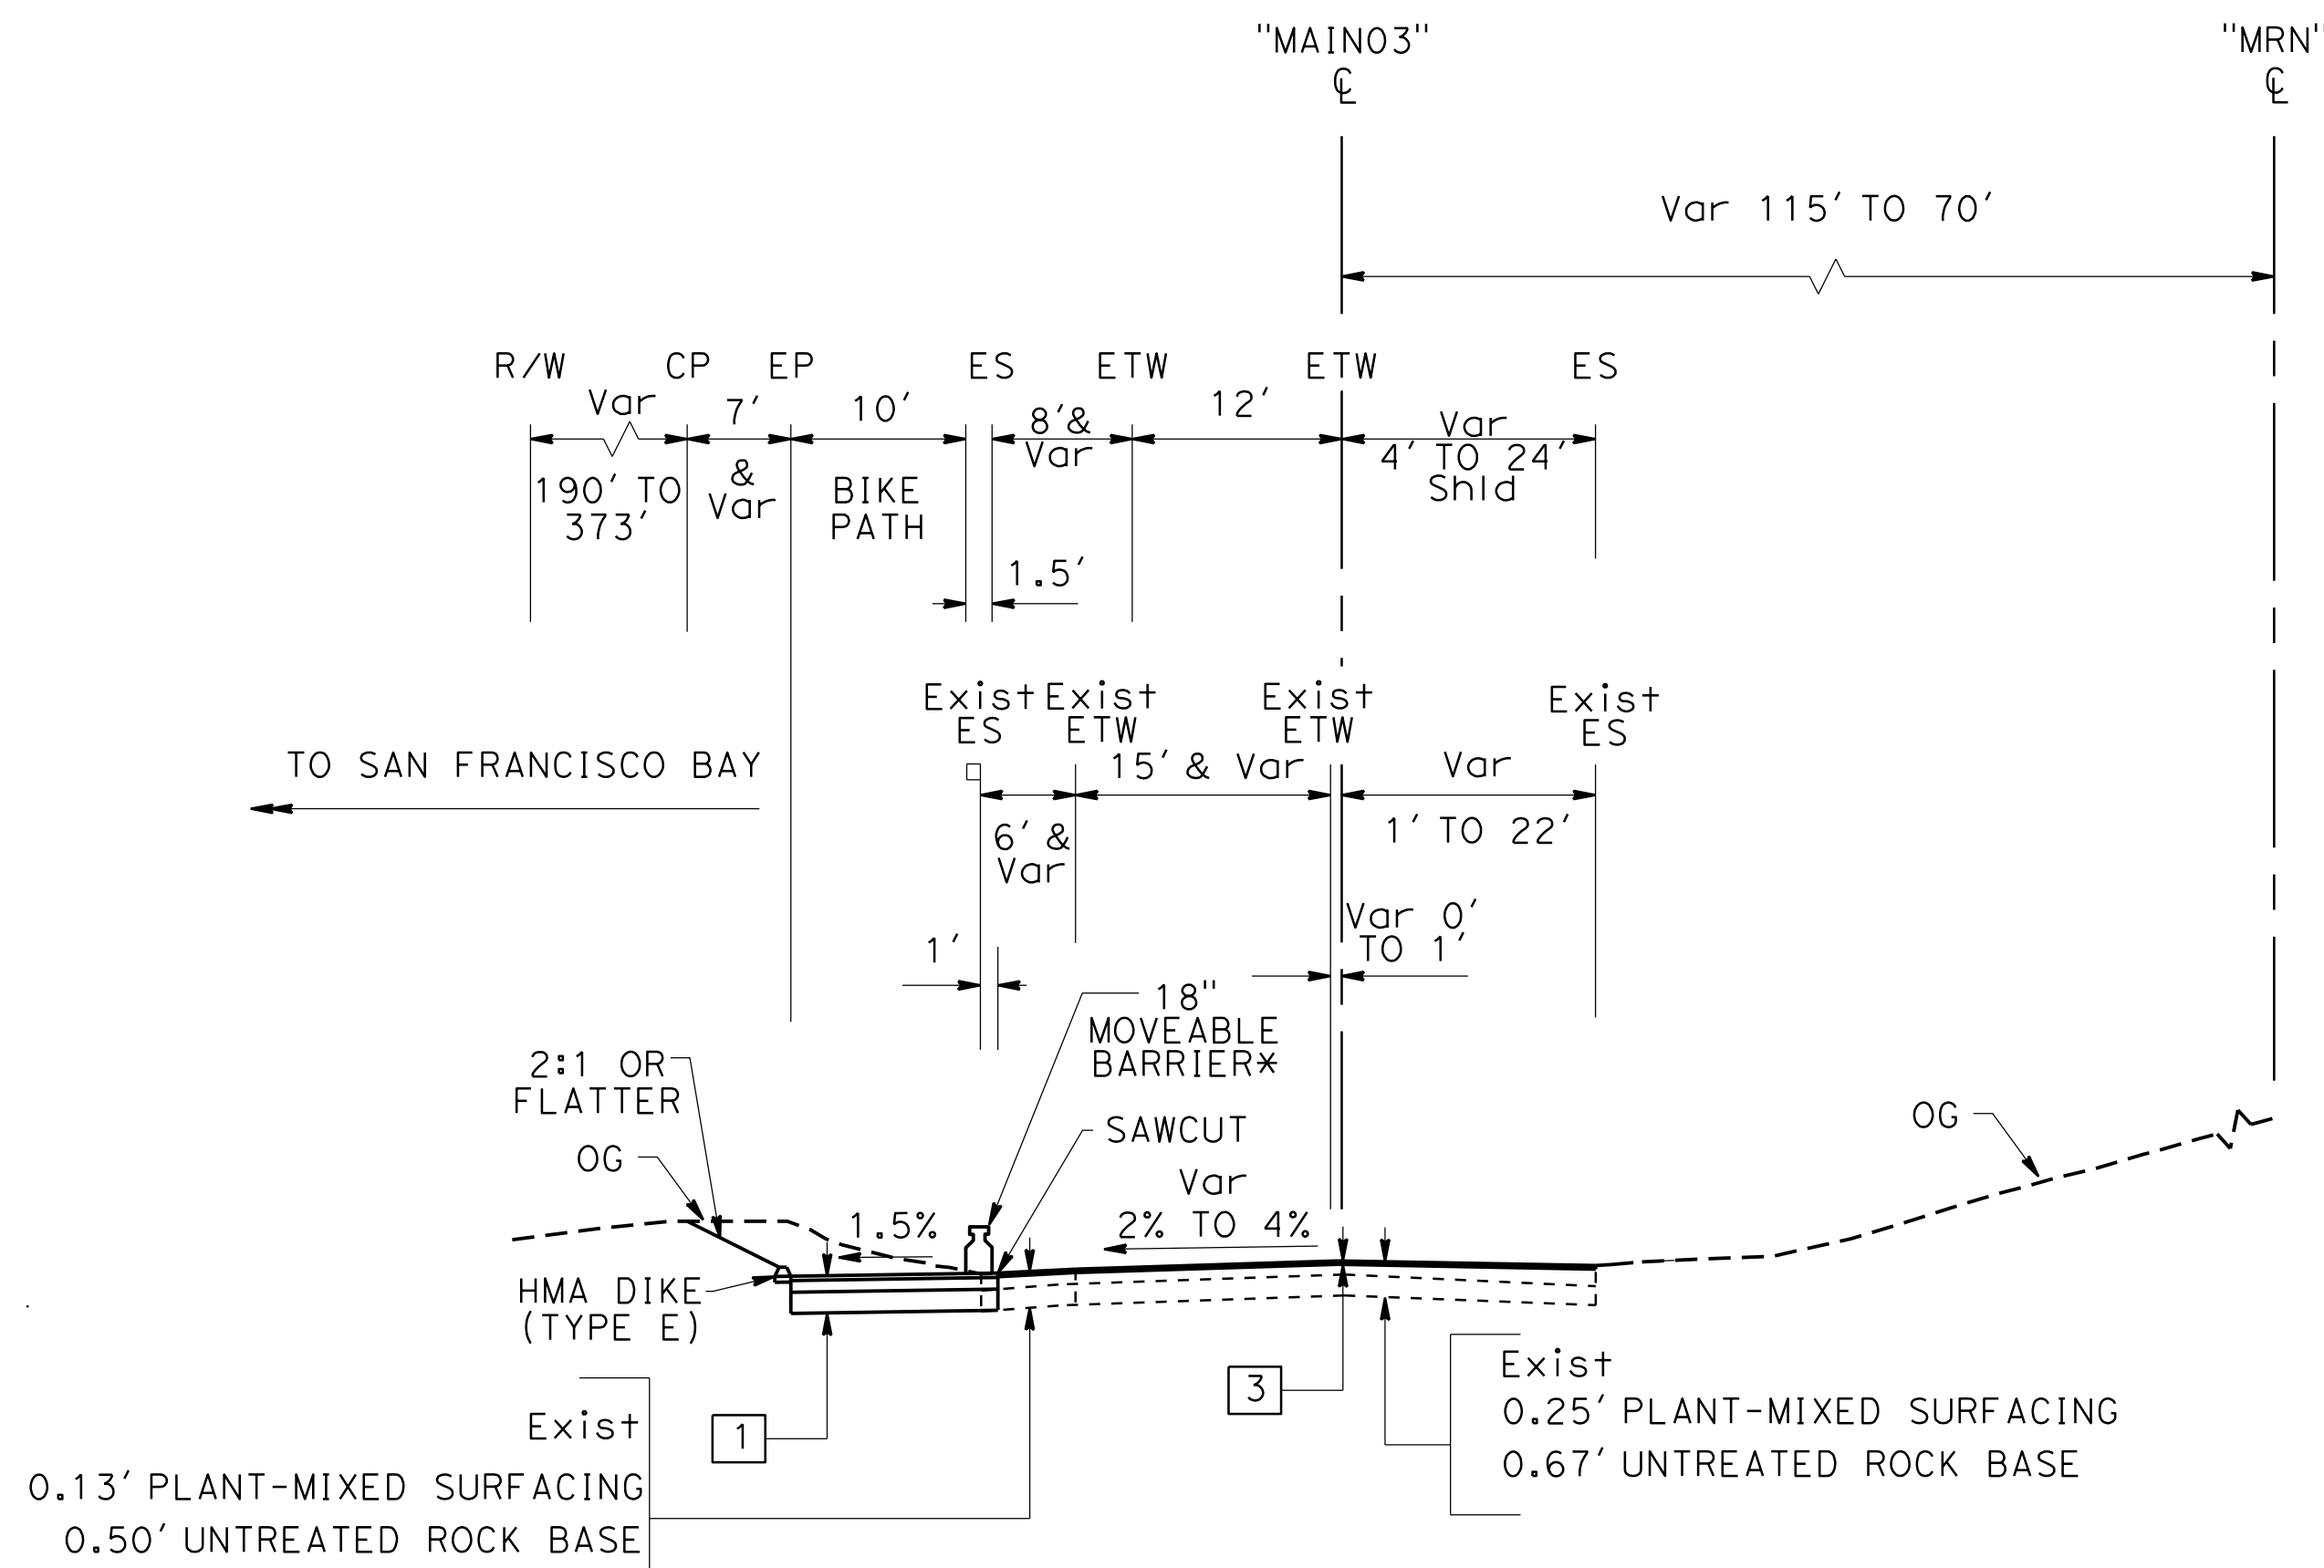 "MAIN03"
℄
"MRN"
℄
Var 115' TO 70'
R/W
CP
EP
ES
ETW
ETW
ES
Var
190' TO
373'
7'
&
Var
10'
BIKE
PATH
8'&
Var
12'
Var
4' TO 24'
Shld
1.5'
Exist
ES
Exist
ETW
Exist
ETW
Exist
ES
TO SAN FRANCISCO BAY
6' &
Var
15' & Var
Var
1' TO 22'
1'
Var 0'
TO 1'
18"
MOVEABLE
BARRIER*
2:1 OR
FLATTER
OG
SAWCUT
OG
1.5%
Var
2% TO 4%
HMA DIKE
(TYPE E)
1
3
Exist
0.13' PLANT-MIXED SURFACING
0.50' UNTREATED ROCK BASE
Exist
0.25' PLANT-MIXED SURFACING
0.67' UNTREATED ROCK BASE